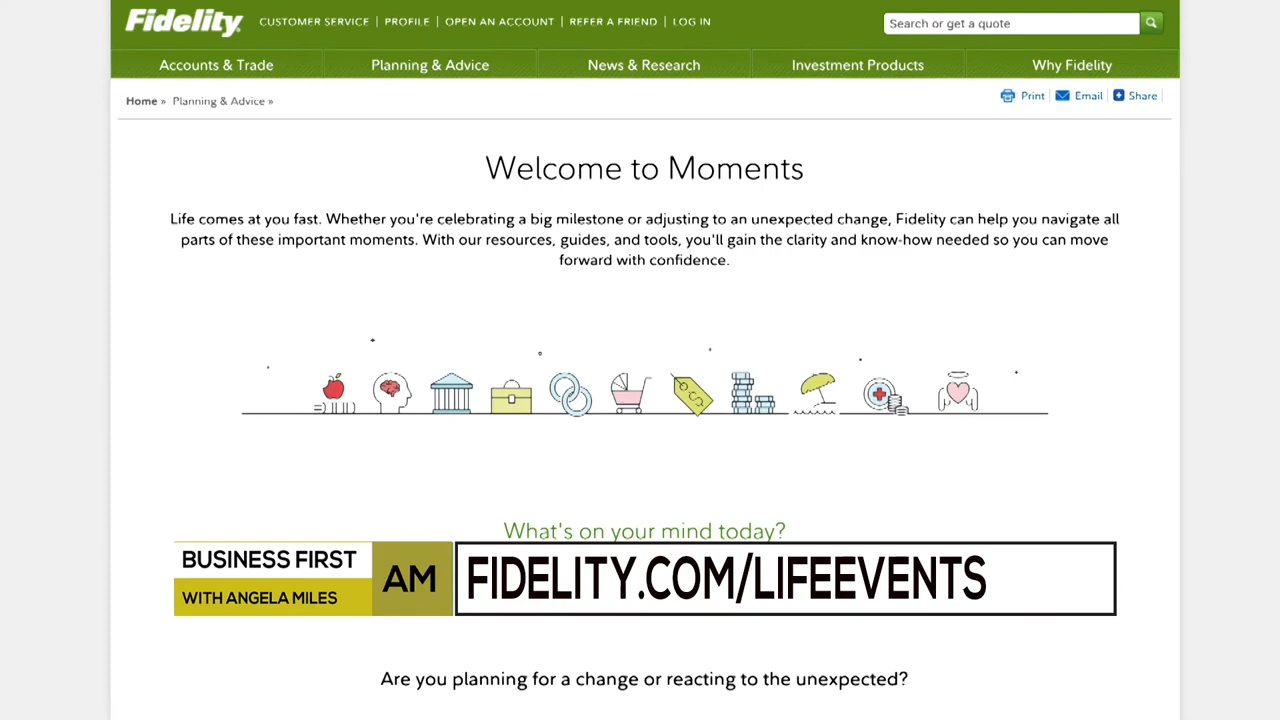 Fidelity
CUSTOMER SERVICE | PROFILE | OPEN AN ACCOUNT | REFER A FRIEND | LOG IN
Search or get a quote
Accounts & Trade
Planning & Advice
News & Research
Investment Products
Why Fidelity
Home » Planning & Advice »
Print
Email
Share
Welcome to Moments
Life comes at you fast. Whether you're celebrating a big milestone or adjusting to an unexpected change, Fidelity can help you navigate all
parts of these important moments. With our resources, guides, and tools, you'll gain the clarity and know-how needed so you can move
forward with confidence.
What's on your mind today?
BUSINESS FIRST
AM
WITH ANGELA MILES
FIDELITY.COM/LIFEEVENTS
Are you planning for a change or reacting to the unexpected?